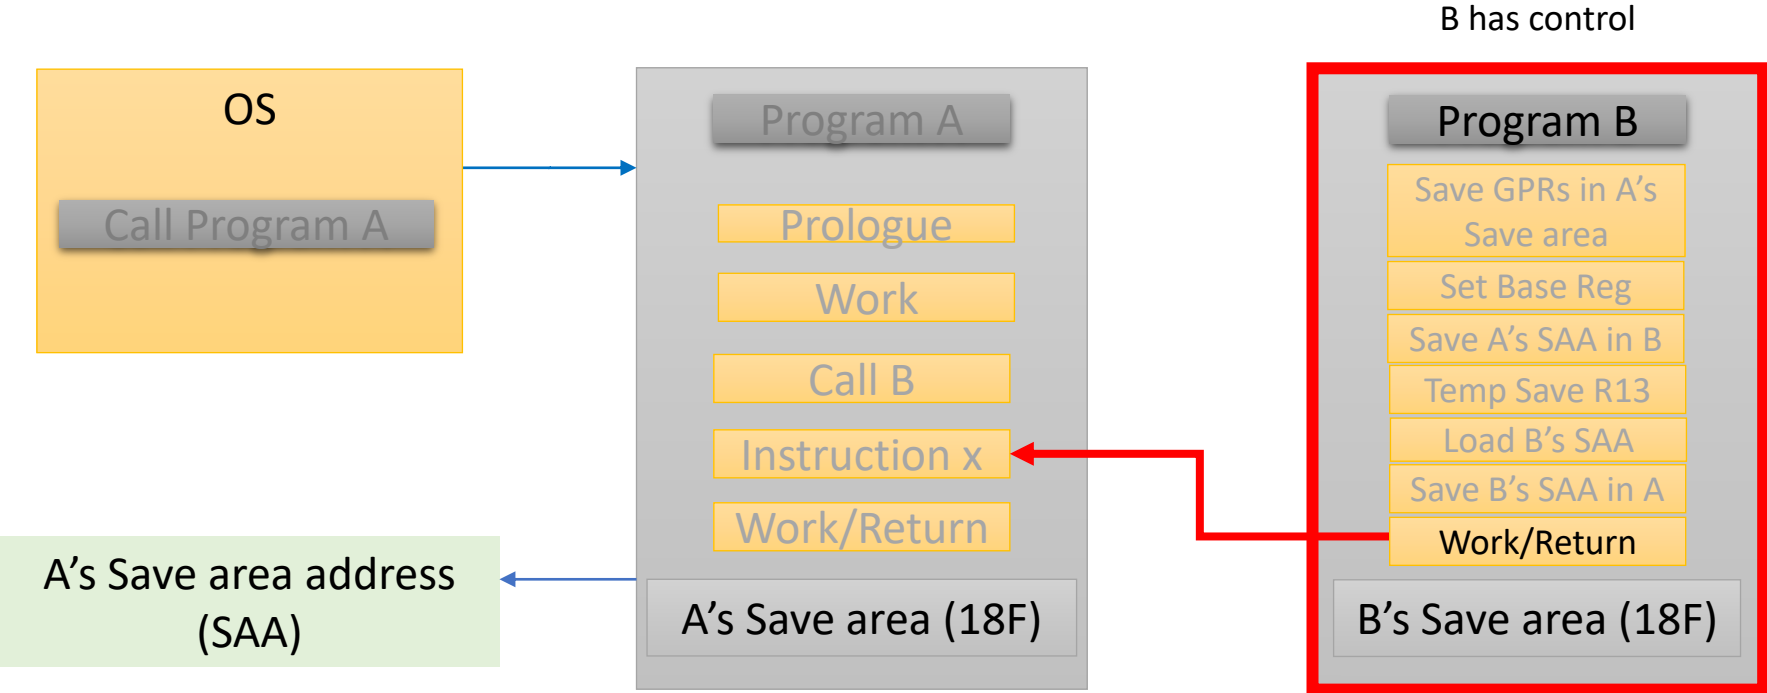 B has control
OS
Call Program A
Program A
Prologue
Work
Call B
Instruction x
Work/Return
A’s Save area (18F)
A’s Save area address
(SAA)
Program B
Save GPRs in A’s
Save area
Set Base Reg
Save A’s SAA in B
Temp Save R13
Load B’s SAA
Save B’s SAA in A
Work/Return
B’s Save area (18F)